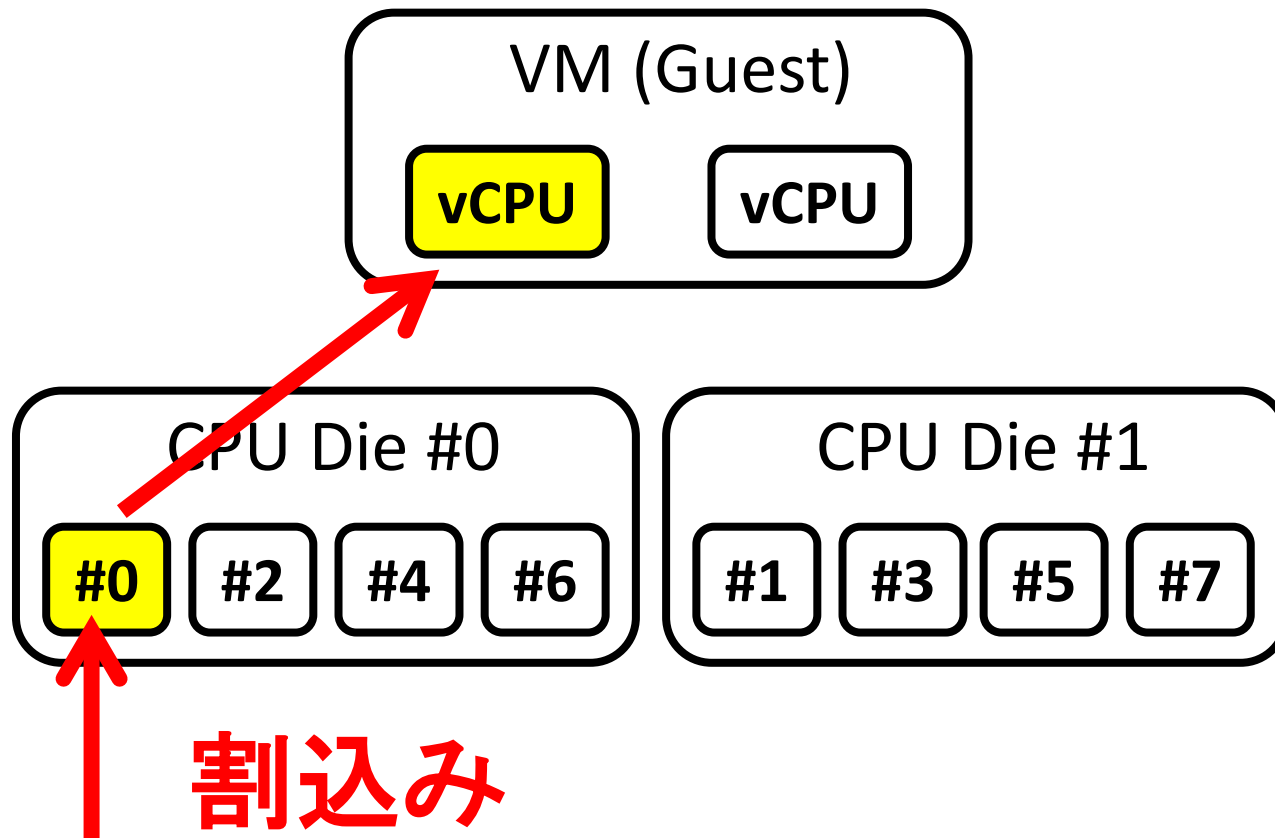 VM (Guest)
vCPU vCPU
CPU Die #0 CPU Die #1
#0 #2 #4 #6 #1 #3 #5 #7
割込み